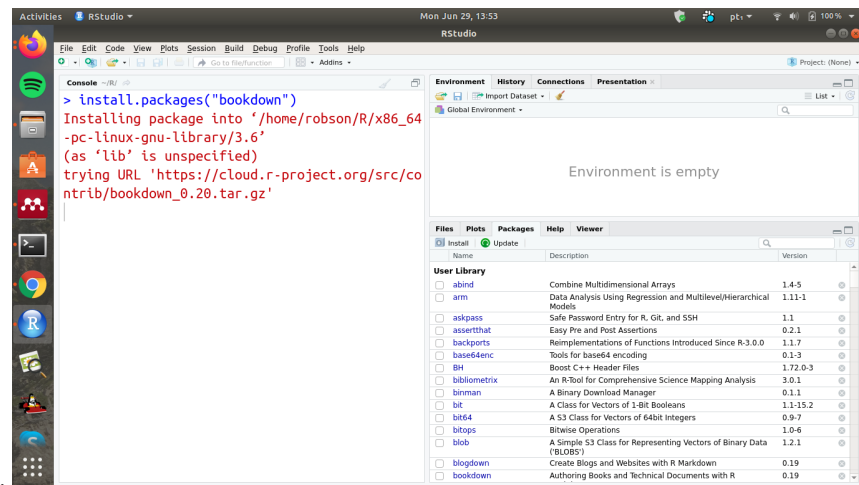 Activities RStudio Mon Jun 29, 13:53 pt1 100 %
RStudio
File Edit Code View Plots Session Build Debug Profile Tools Help
Go to file/function Addins Project: (None)
Console ~/R/
> install.packages("bookdown")
Installing package into ‘/home/robson/R/x86_64
-pc-linux-gnu-library/3.6’
(as ‘lib’ is unspecified)
trying URL 'https://cloud.r-project.org/src/co
ntrib/bookdown_0.20.tar.gz'
Environment History Connections Presentation
Import Dataset List
Global Environment
Environment is empty
Files Plots Packages Help Viewer
Install Update
Name Description Version
User Library
abind Combine Multidimensional Arrays 1.4-5
arm Data Analysis Using Regression and Multilevel/Hierarchical 1.11-1
Models
askpass Safe Password Entry for R, Git, and SSH 1.1
assertthat Easy Pre and Post Assertions 0.2.1
backports Reimplementations of Functions Introduced Since R-3.0.0 1.1.7
base64enc Tools for base64 encoding 0.1-3
BH Boost C++ Header Files 1.72.0-3
bibliometrix An R-Tool for Comprehensive Science Mapping Analysis 3.0.1
binman A Binary Download Manager 0.1.1
bit A Class for Vectors of 1-Bit Booleans 1.1-15.2
bit64 A S3 Class for Vectors of 64bit Integers 0.9-7
bitops Bitwise Operations 1.0-6
blob A Simple S3 Class for Representing Vectors of Binary Data 1.2.1
('BLOBS')
blogdown Create Blogs and Websites with R Markdown 0.19
bookdown Authoring Books and Technical Documents with R 0.19